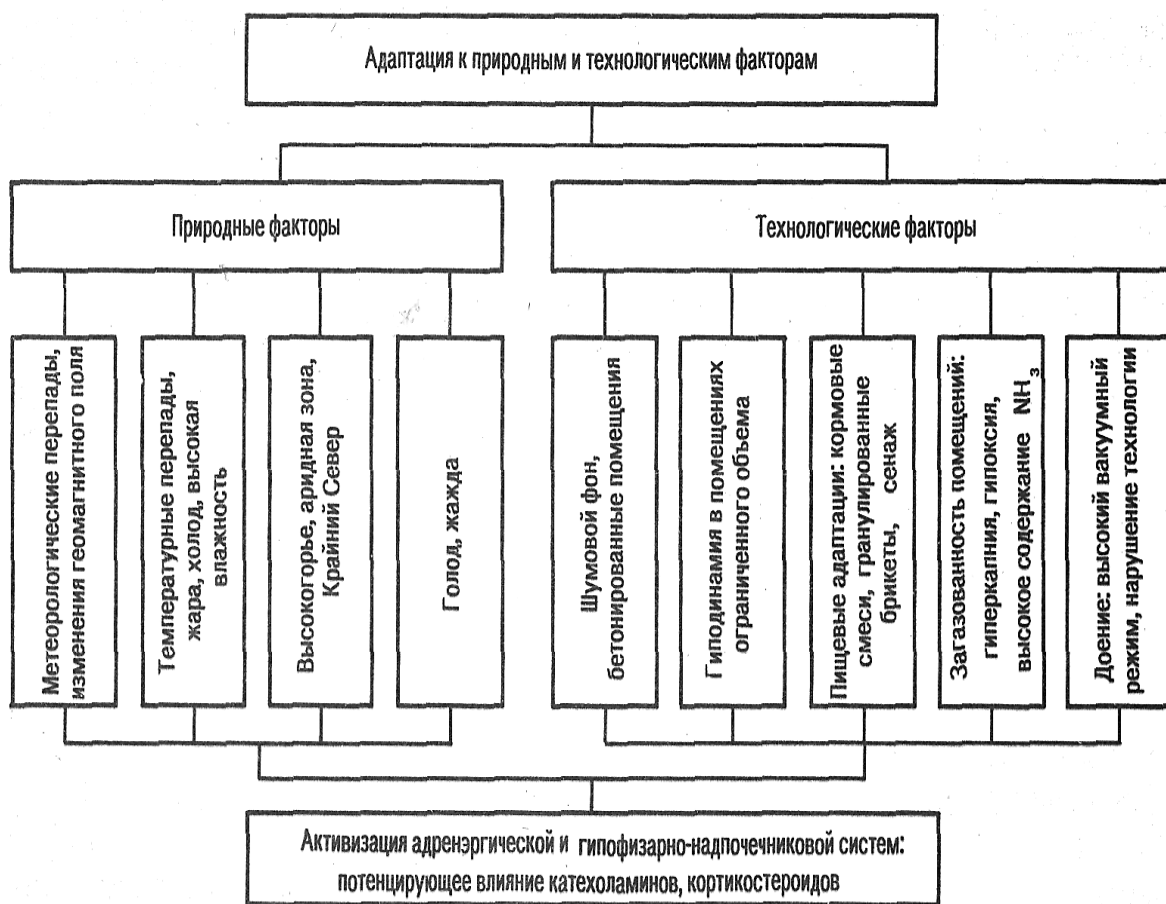 Адаптация к природным и технологическим факторам
Природные факторы
Технологические факторы
Метеорологические перепады,
изменения геомагнитного поля
Температурные перепады,
жара, холод, высокая
влажность
Высокогорье, аридная зона,
Крайний Север
Голод, жажда
Шумовой фон,
бетонированные помещения
Гиподинамия в помещениях
ограниченного объема
Пищевые адаптации: кормовые
смеси, гранулированные
брикеты, сенаж
Загазованность помещений:
гиперкапния, гипоксия,
высокое содержание NH3
Доение: высокий вакуумный
режим, нарушение технологии
Активизация адренэргической и гипофизарно-надпочечниковой систем:
потенцирующее влияние катехоламинов, кортикостероидов